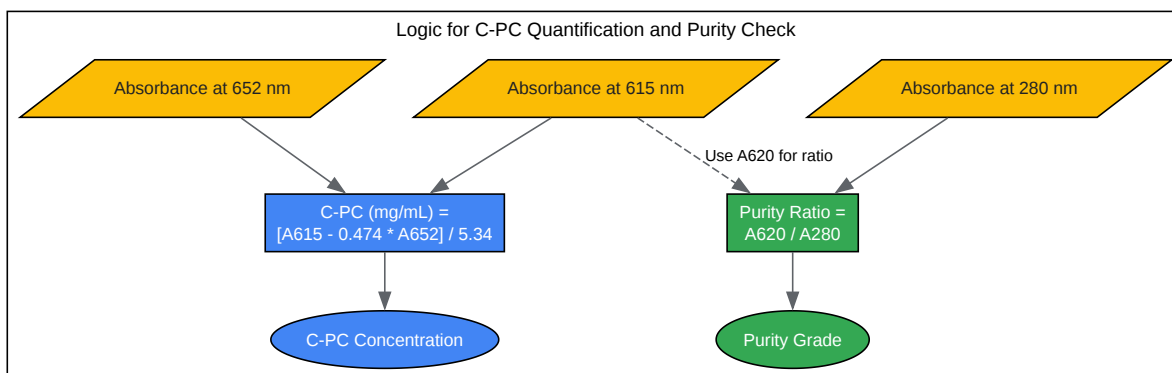 Logic for C-PC Quantification and Purity Check
Absorbance at 652 nm
Absorbance at 615 nm
Absorbance at 280 nm
Use A620 for ratio
C-PC (mg/mL) =
[A615 - 0.474 * A652] / 5.34
Purity Ratio =
A620 / A280
C-PC Concentration
Purity Grade